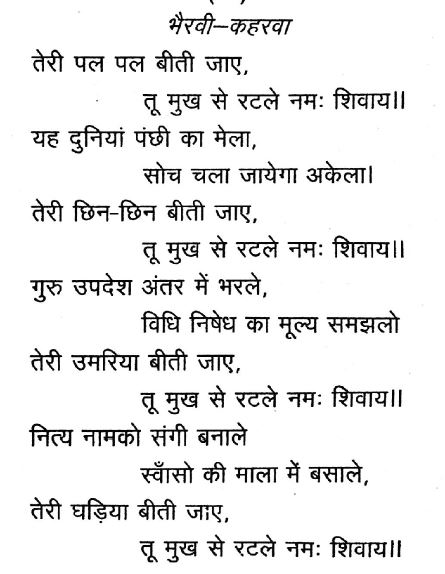 भैरवी–कहरवा
तेरी पल पल बीती जाए,
तू मुख से रटले नमः शिवाय॥
यह दुनियां पंछी का मेला,
सोच चला जायेगा अकेला।
तेरी छिन-छिन बीती जाए,
तू मुख से रटले नमः शिवाय॥
गुरु उपदेश अंतर में भरले,
विधि निषेध का मूल्य समझलो
तेरी उमरिया बीती जाए,
तू मुख से रटले नमः शिवाय॥
नित्य नामको संगी बनाले
स्वाँसो की माला में बसाले,
तेरी घड़िया बीती जाए,
तू मुख से रटले नमः शिवाय॥